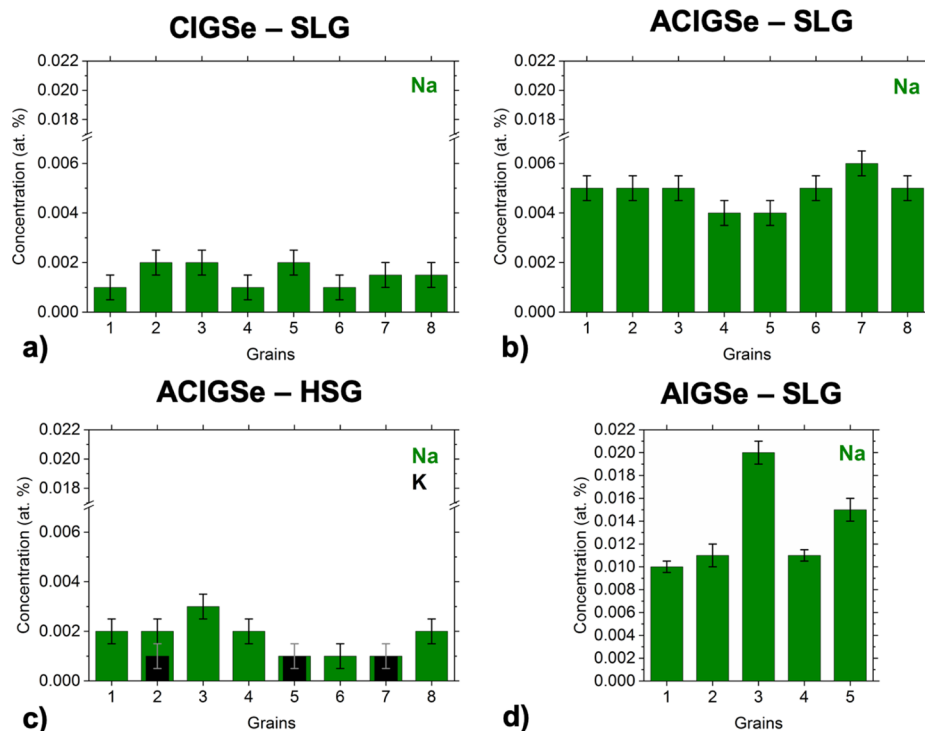 CIGSe – SLG
Na
Concentration (at. %)
0.022
0.020
0.018
0.006
0.004
0.002
0.000
1 2 3 4 5 6 7 8
Grains
a)
ACIGSe – SLG
Na
Concentration (at. %)
0.022
0.020
0.018
0.006
0.004
0.002
0.000
1 2 3 4 5 6 7 8
Grains
b)
ACIGSe – HSG
Na
K
Concentration (at. %)
0.022
0.020
0.018
0.004
0.002
0.000
1 2 3 4 5 6 7 8
Grains
c)
AIGSe – SLG
Na
Concentration (at. %)
0.022
0.020
0.018
0.016
0.014
0.012
0.010
0.008
0.006
0.004
0.002
0.000
1 2 3 4 5
Grains
d)